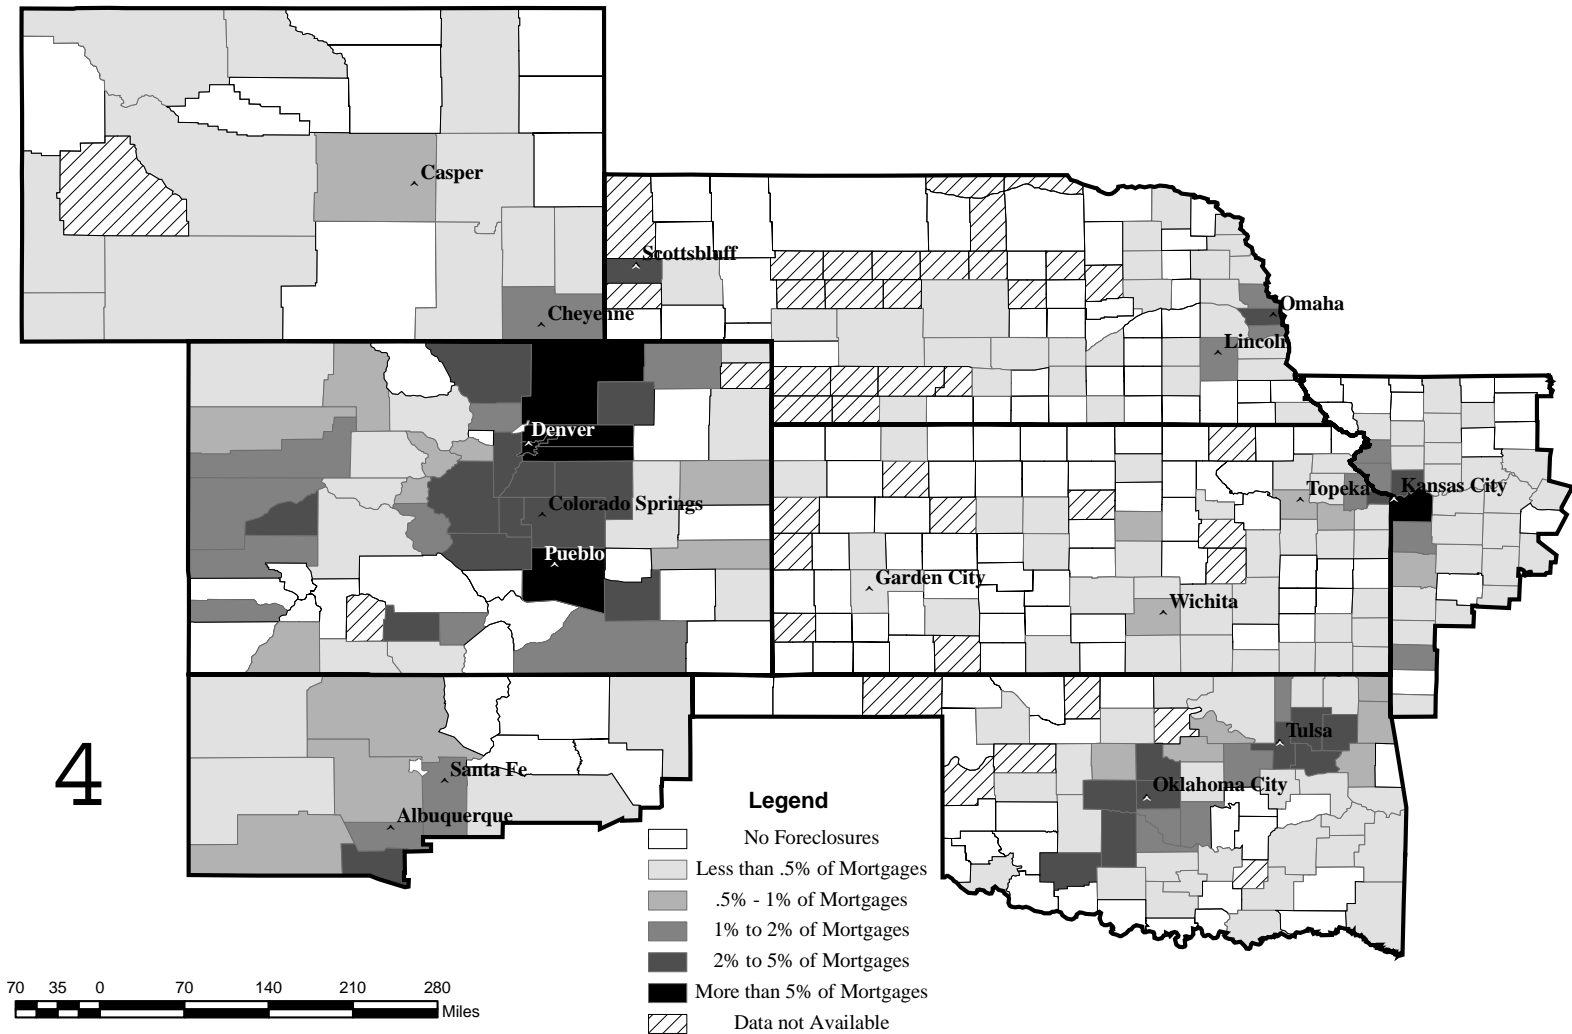 Casper
Scottsbluff
Cheyenne
Omaha
Lincoln
Denver
Colorado Springs
Topeka
Kansas City
Pueblo
Garden City
Wichita
4
Santa Fe
Tulsa
Oklahoma City
Albuquerque
Legend
No Foreclosures
Less than .5% of Mortgages
.5% - 1% of Mortgages
1% to 2% of Mortgages
2% to 5% of Mortgages
More than 5% of Mortgages
Data not Available
70 35 0 70 140 210 280
Miles